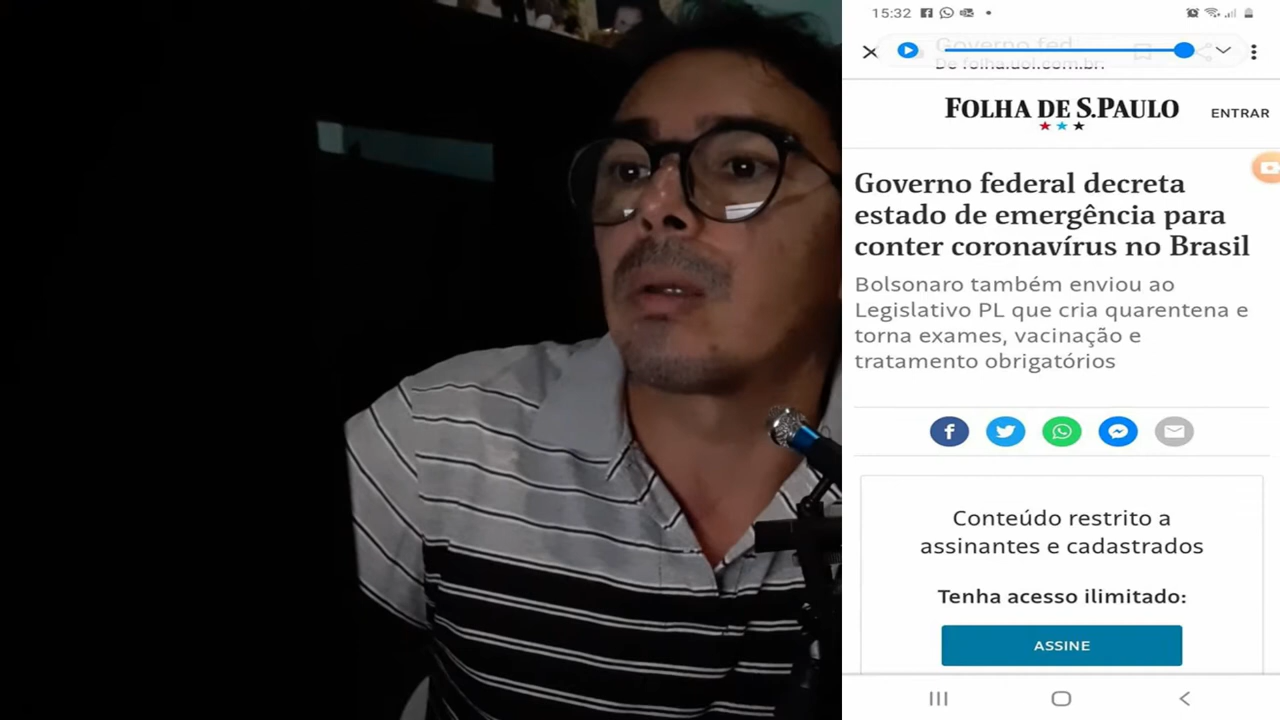 15:32
Governo fed
De folha.uol.com.br:
FOLHA DE S.PAULO
ENTRAR
Governo federal decreta
estado de emergência para
conter coronavírus no Brasil
Bolsonaro também enviou ao
Legislativo PL que cria quarentena e
torna exames, vacinação e
tratamento obrigatórios
Conteúdo restrito a
assinantes e cadastrados
Tenha acesso ilimitado:
ASSINE